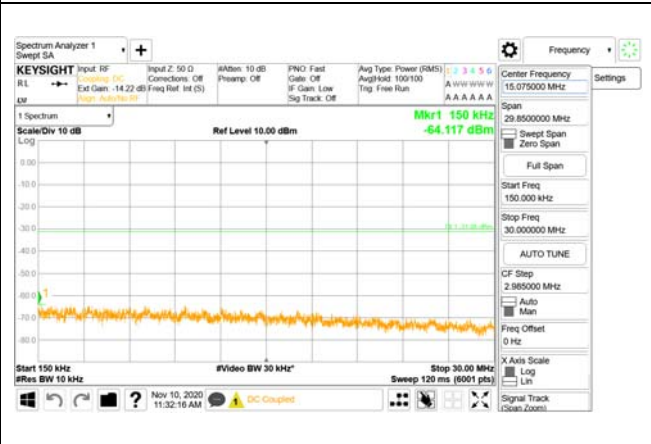 Spectrum Analyzer 1
Swept SA
Frequency
KEYSIGHT
Input: RF
Coupling: DC
Ext Gain: -14.22 dB
Align: Auto/No RF
Input Z: 50 Ω
Corrections: Off
Freq Ref: Int (S)
#Atten: 10 dB
Preamp: Off
PNO: Fast
Gate: Off
IF Gain: Low
Sig Track: Off
Avg Type: Power (RMS)
Avg|Hold: 100/100
Trig: Free Run
1 2 3 4 5 6
A W W W W W
A A A A A A
R L
Center Frequency
15.075000 MHz
Settings
1 Spectrum
Mkr1 150 kHz
Scale/Div 10 dB
Ref Level 10.00 dBm
-64.117 dBm
Log
Span
29.8500000 MHz
Swept Span
Zero Span
Full Span
Start Freq
150.000 kHz
Stop Freq
30.000000 MHz
AUTO TUNE
CF Step
2.985000 MHz
Auto
Man
Freq Offset
0 Hz
X Axis Scale
Log
Lin
Signal Track
(Span Zoom)
0.00
-10.0
-20.0
-30.0
-40.0
-50.0
-60.0
-70.0
-80.0
1
Start 150 kHz
#Video BW 30 kHz*
Stop 30.00 MHz
#Res BW 10 kHz
Sweep 120 ms (6001 pts)
?
Nov 10, 2020
11:32:16 AM
1
DC Coupled